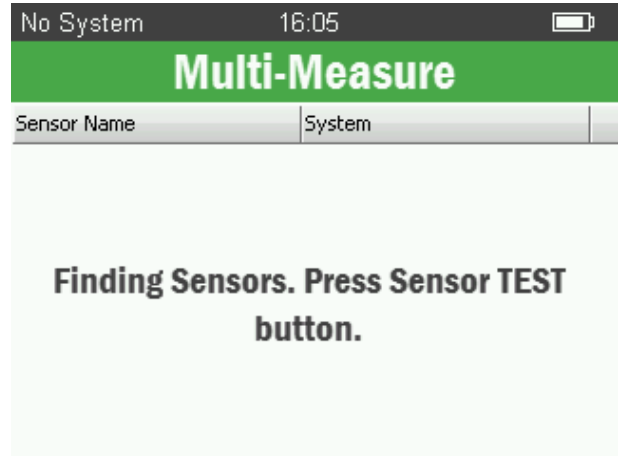 No System 16:05
Multi-Measure
Sensor Name System
Finding Sensors. Press Sensor TEST
button.